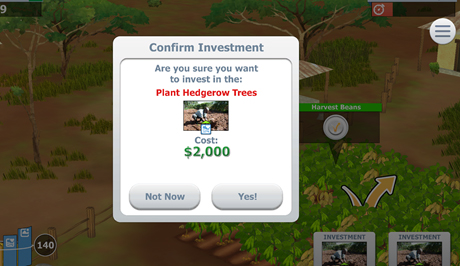 9
Confirm Investment
Are you sure you want
to invest in the:
Plant Hedgerow Trees
Cost:
$2,000
Not Now
Yes!
Harvest Beans
140
INVESTMENT
INVESTMENT